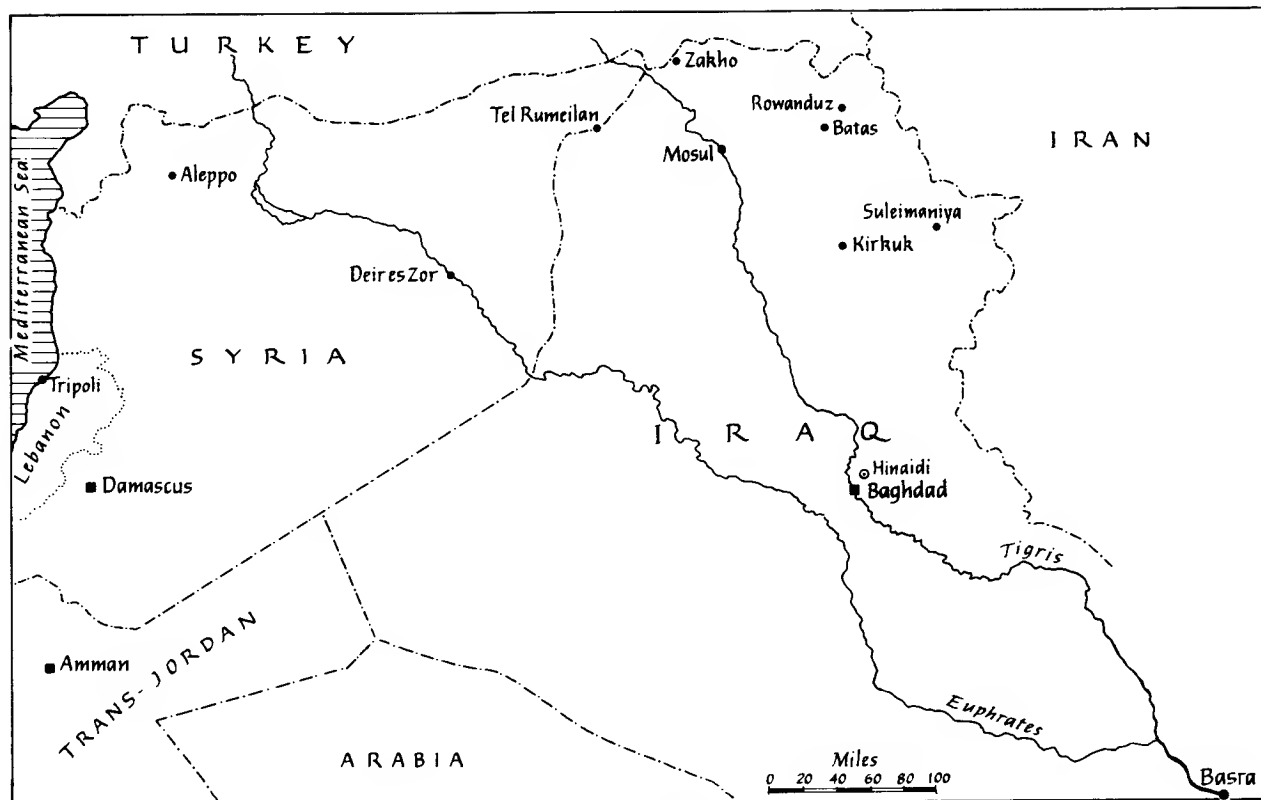 TURKEY
Zakho
Tel Rumeilan
Rowanduz
Batas
Mosul
IRAN
Aleppo
Mediterranean Sea
Suleimaniya
Kirkuk
Deir es Zor
SYRIA
Tripoli
Lebanon
IRAQ
Hinaidi
Baghdad
Damascus
Tigris
TRANS-JORDAN
Amman
Euphrates
ARABIA
Miles
0 20 40 60 80 100
Basra